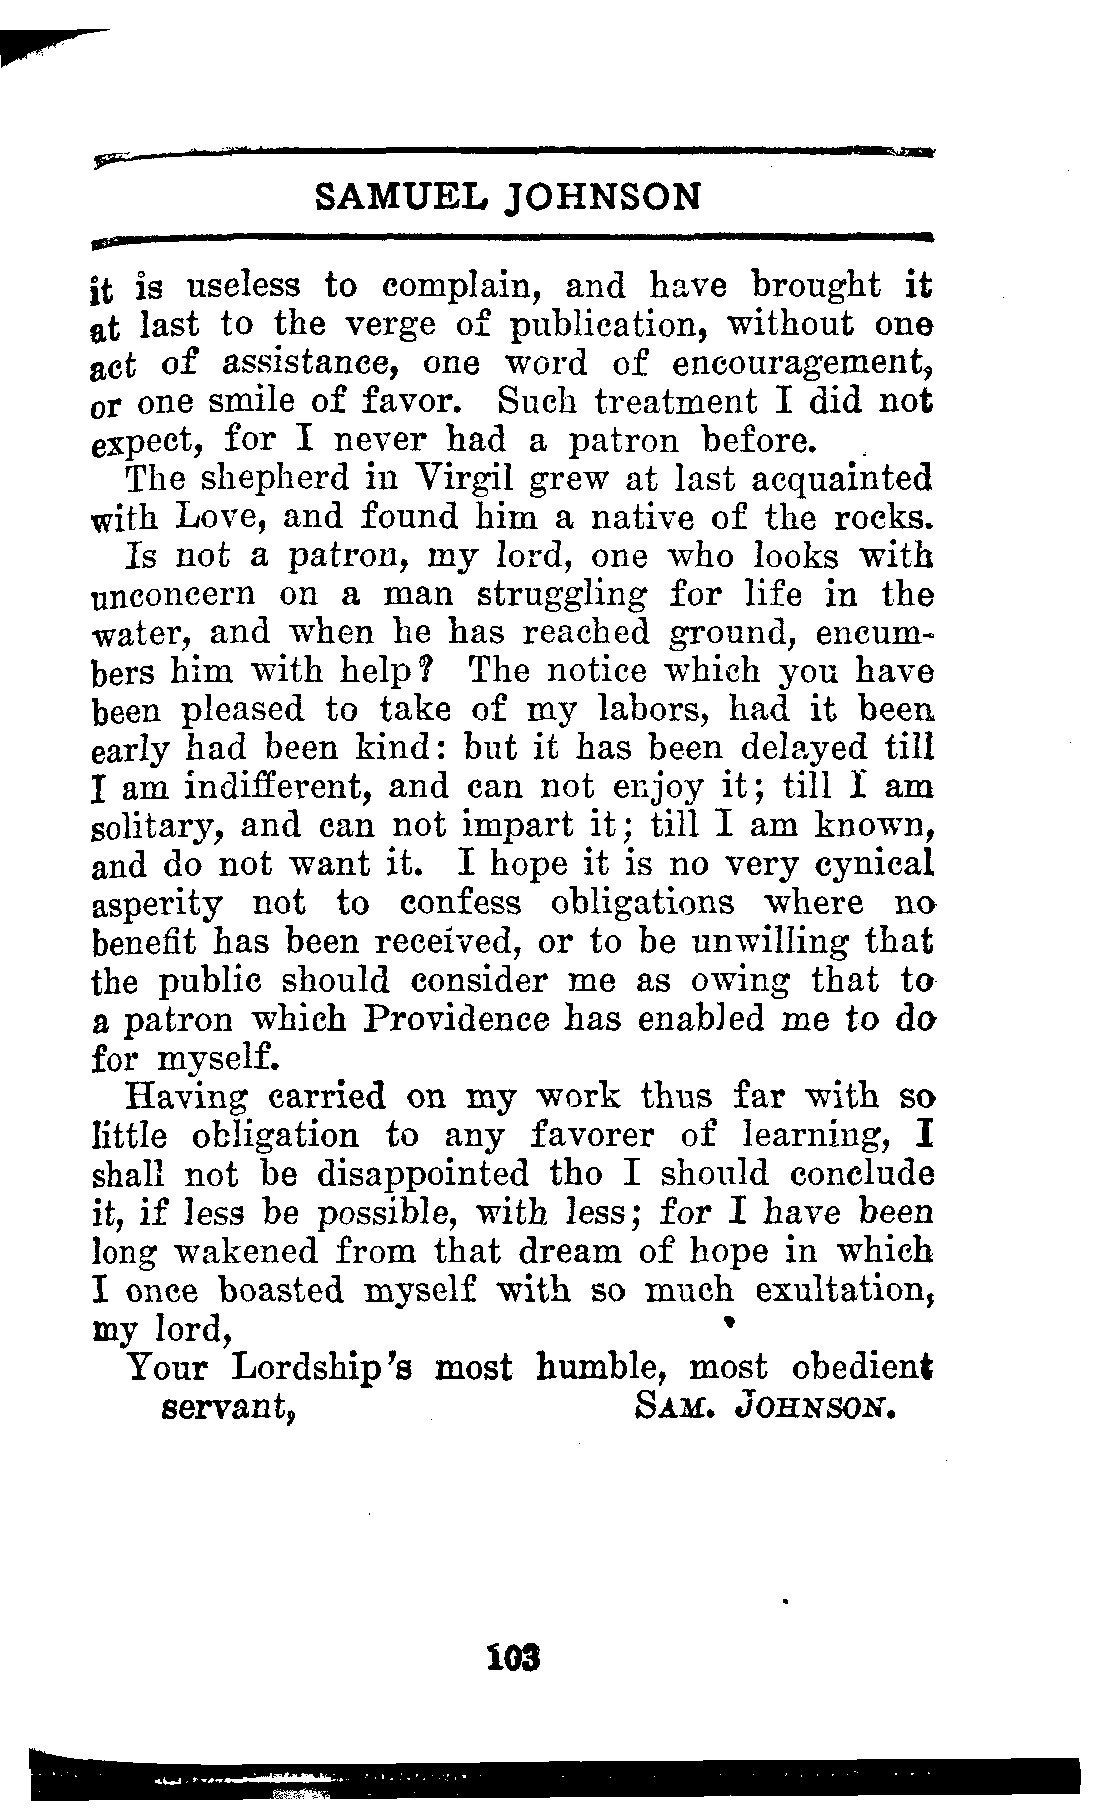 SAMUEL JOHNSON
it is useless to complain, and have brought it
at last to the verge of publication, without one
act of assistance, one word of encouragement,
or one smile of favor. Such treatment I did not
expect, for I never had a patron before.
The shepherd in Virgil grew at last acquainted
with Love, and found him a native of the rocks.
Is not a patron, my lord, one who looks with
unconcern on a man struggling for life in the
water, and when he has reached ground, encum-
bers him with help? The notice which you have
been pleased to take of my labors, had it been
early had been kind: but it has been delayed till
I am indifferent, and can not enjoy it; till I am
solitary, and can not impart it; till I am known,
and do not want it. I hope it is no very cynical
asperity not to confess obligations where no
benefit has been received, or to be unwilling that
the public should consider me as owing that to
a patron which Providence has enabled me to do
for myself.
Having carried on my work thus far with so
little obligation to any favorer of learning, I
shall not be disappointed tho I should conclude
it, if less be possible, with less; for I have been
long wakened from that dream of hope in which
I once boasted myself with so much exultation,
my lord,
Your Lordship's most humble, most obedient
servant, SAM. JOHNSON.
103